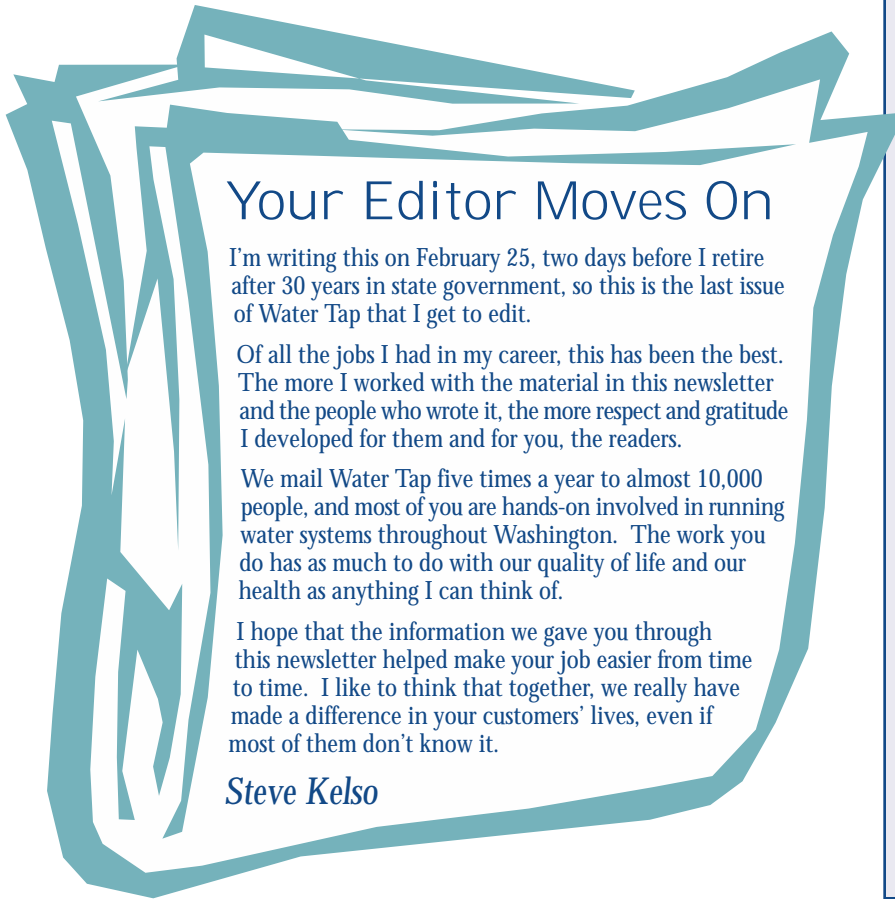 Your Editor Moves On
I'm writing this on February 25, two days before I retire
after 30 years in state government, so this is the last issue
of Water Tap that I get to edit.
Of all the jobs I had in my career, this has been the best.
The more I worked with the material in this newsletter
and the people who wrote it, the more respect and gratitude
I developed for them and for you, the readers.
We mail Water Tap five times a year to almost 10,000
people, and most of you are hands-on involved in running
water systems throughout Washington.  The work you
do has as much to do with our quality of life and our
health as anything I can think of.
I hope that the information we gave you through
this newsletter helped make your job easier from time
to time.  I like to think that together, we really have
made a difference in your customers' lives, even if
most of them don't know it.
Steve Kelso